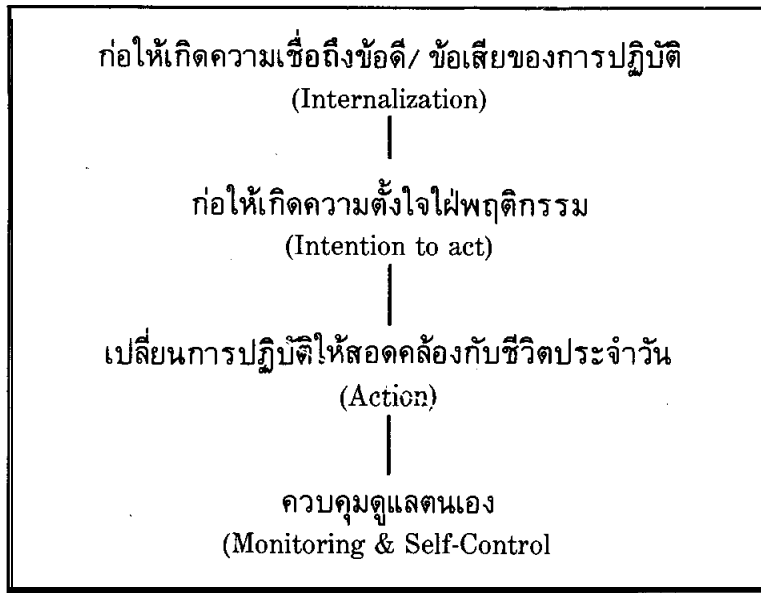 ก่อให้เกิดความเชื่อถึงข้อดี/ ข้อเสียของการปฏิบัติ
(Internalization)
ก่อให้เกิดความตั้งใจใฝ่พฤติกรรม
(Intention to act)
เปลี่ยนการปฏิบัติให้สอดคล้องกับชีวิตประจำวัน
(Action)
ควบคุมดูแลตนเอง
(Monitoring & Self-Control